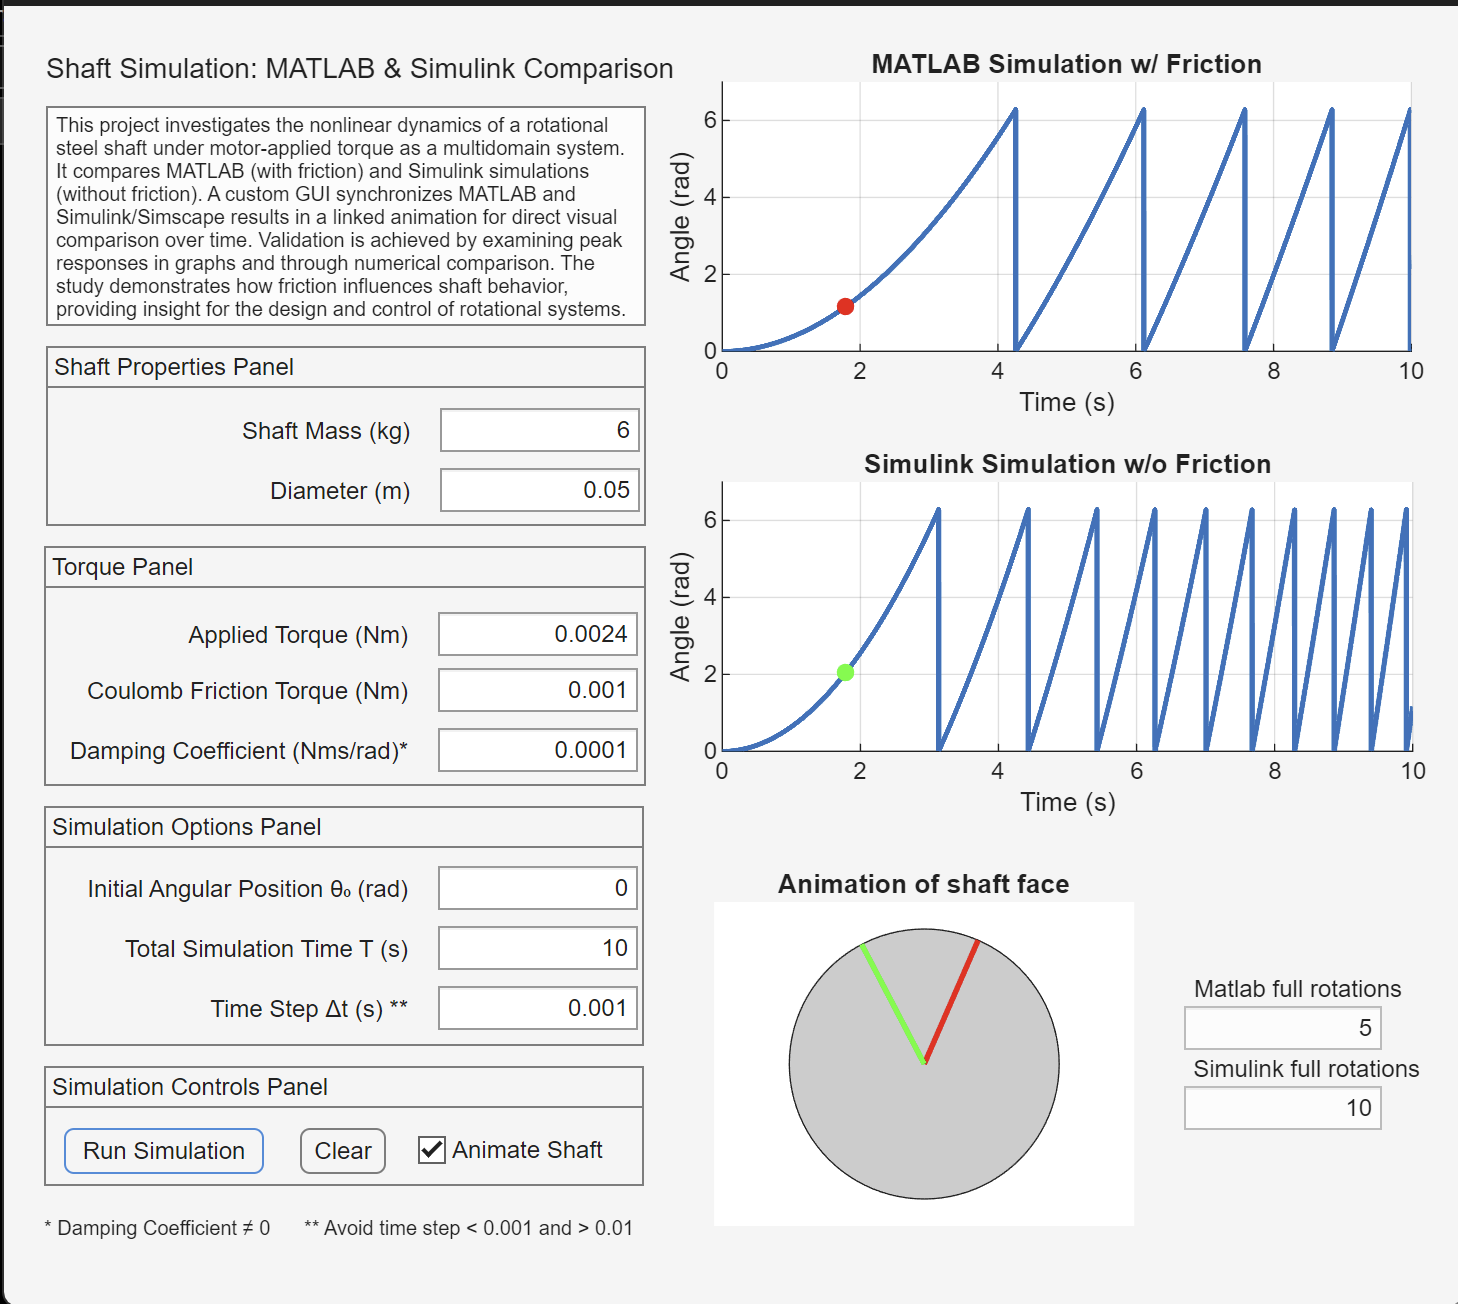 Shaft Simulation: MATLAB & Simulink Comparison
This project investigates the nonlinear dynamics of a rotational
steel shaft under motor-applied torque as a multidomain system.
It compares MATLAB (with friction) and Simulink simulations
(without friction). A custom GUI synchronizes MATLAB and
Simulink/Simscape results in a linked animation for direct visual
comparison over time. Validation is achieved by examining peak
responses in graphs and through numerical comparison. The
study demonstrates how friction influences shaft behavior,
providing insight for the design and control of rotational systems.
Shaft Properties Panel
Shaft Mass (kg) 6
Diameter (m) 0.05
Torque Panel
Applied Torque (Nm) 0.0024
Coulomb Friction Torque (Nm) 0.001
Damping Coefficient (Nms/rad)* 0.0001
Simulation Options Panel
Initial Angular Position θₒ (rad) 0
Total Simulation Time T (s) 10
Time Step Δt (s) ** 0.001
Simulation Controls Panel
Run Simulation Clear Animate Shaft
* Damping Coefficient ≠ 0 ** Avoid time step < 0.001 and > 0.01
MATLAB Simulation w/ Friction
Angle (rad)
6
4
2
0
0 2 4 6 8 10
Time (s)
Simulink Simulation w/o Friction
Angle (rad)
6
4
2
0
0 2 4 6 8 10
Time (s)
Animation of shaft face
Matlab full rotations
5
Simulink full rotations
10